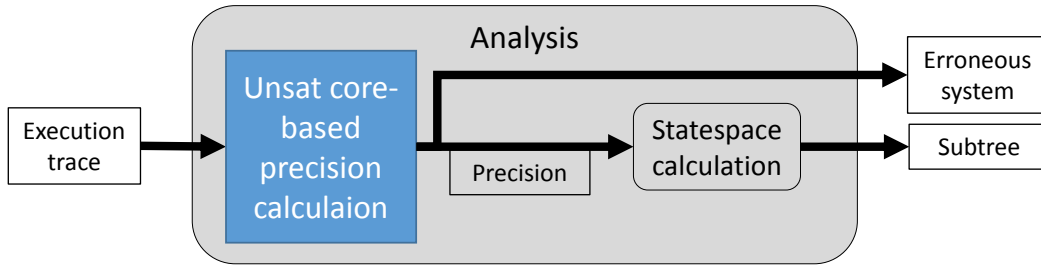 Analysis
Execution
trace
Unsat core-
based
precision
calculaion
Precision
Statespace
calculation
Erroneous
system
Subtree